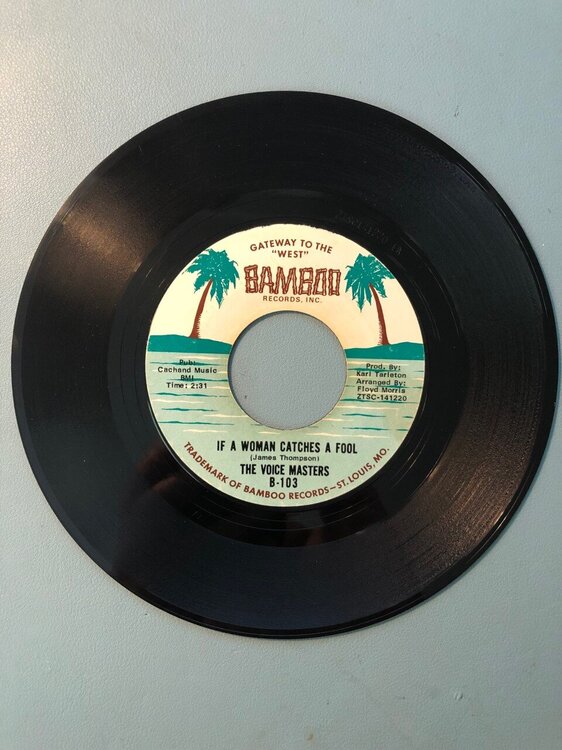 GATEWAY TO THE
"WEST"
BAMBOO
RECORDS, INC.
Pub:
Cachand Music
BMI
Time: 2:31
Prod. By:
Karl Tarleton
Arranged By:
Floyd Morris
ZTSC-141220
IF A WOMAN CATCHES A FOOL
(James Thompson)
THE VOICE MASTERS
B-103
TRADEMARK OF BAMBOO RECORDS—ST. LOUIS, MO.